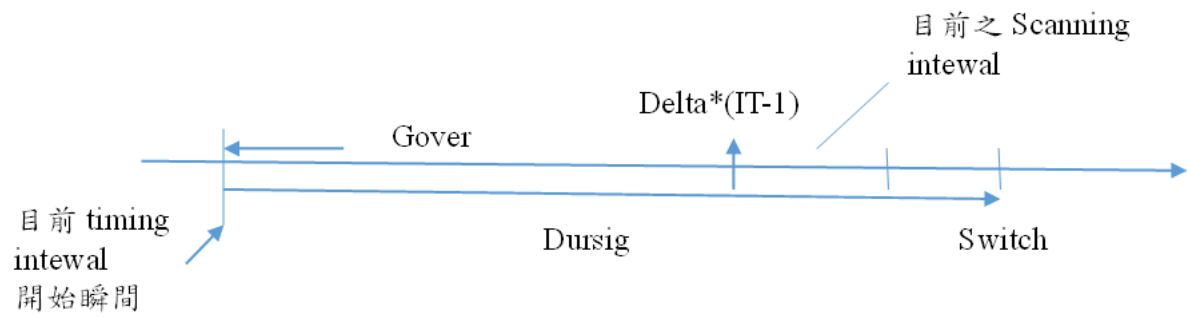 目前之 Scanning
intewal
Delta*(IT-1)
Gover
目前 timing
intewal
開始瞬間
Dursig
Switch